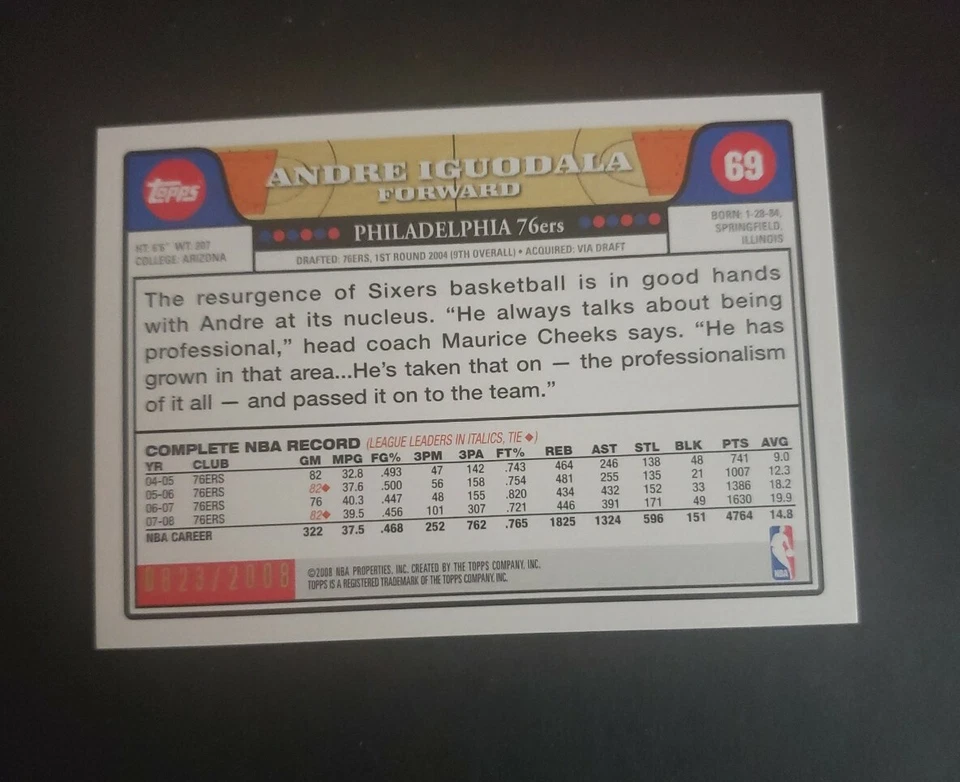 topps
ANDRE IGUODALA
FORWARD
69
PHILADELPHIA 76ers
HT: 6'6" WT: 207
COLLEGE: ARIZONA
DRAFTED: 76ERS, 1ST ROUND 2004 (9TH OVERALL) • ACQUIRED: VIA DRAFT
BORN: 1-28-84,
SPRINGFIELD,
ILLINOIS
The resurgence of Sixers basketball is in good hands
with Andre at its nucleus. “He always talks about being
professional,” head coach Maurice Cheeks says. “He has
grown in that area...He’s taken that on — the professionalism
of it all — and passed it on to the team.”
COMPLETE NBA RECORD (LEAGUE LEADERS IN ITALICS, TIE ◆)
YR CLUB GM MPG FG% 3PM 3PA FT% REB AST STL BLK PTS AVG
04-05 76ERS 82 32.8 .493 47 142 .743 464 246 138 48 741 9.0
05-06 76ERS 82◆ 37.6 .500 56 158 .754 481 255 135 21 1007 12.3
06-07 76ERS 76 40.3 .447 48 155 .820 434 432 152 33 1386 18.2
07-08 76ERS 82◆ 39.5 .456 101 307 .721 446 391 171 49 1630 19.9
NBA CAREER 322 37.5 .468 252 762 .765 1825 1324 596 151 4764 14.8
0823/2008
©2008 NBA PROPERTIES, INC. CREATED BY THE TOPPS COMPANY, INC.
TOPPS IS A REGISTERED TRADEMARK OF THE TOPPS COMPANY, INC.
NBA